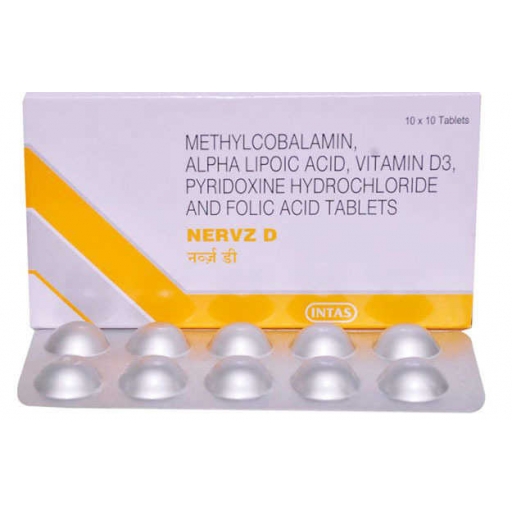 10 x 10 Tablets
METHYLCOBALAMIN,
ALPHA LIPOIC ACID, VITAMIN D3,
PYRIDOXINE HYDROCHLORIDE
AND FOLIC ACID TABLETS
NERVZ D
नर्व्ज़ डी
INTAS